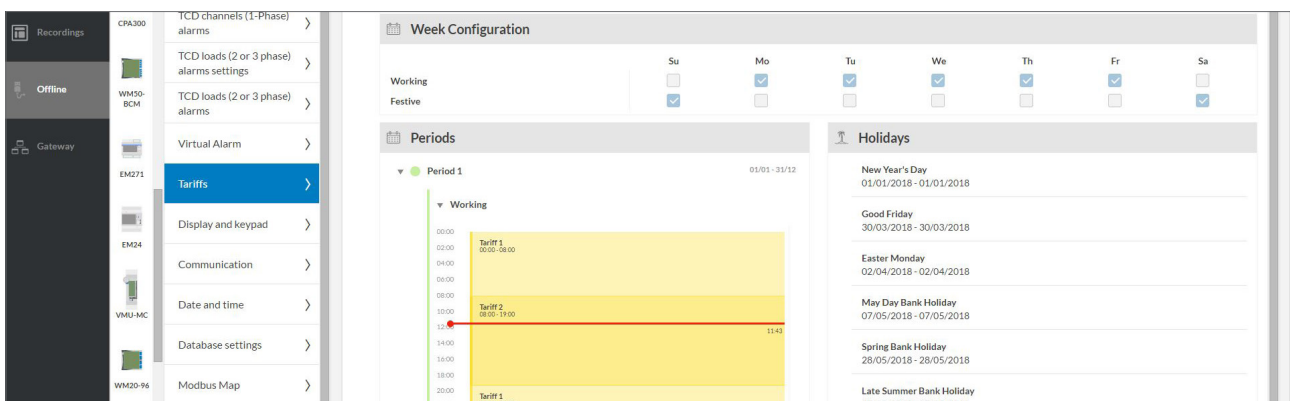 Recordings
Offline
Gateway
CPA300
WM50-
BCM
EM271
EM24
VMU-MC
WM20-96
TCD channels (1-Phase)
alarms
TCD loads (2 or 3 phase)
alarms settings
TCD loads (2 or 3 phase)
alarms
Virtual Alarm
Tariffs
Display and keypad
Communication
Date and time
Database settings
Modbus Map
Week Configuration
Su Mo Tu We Th Fr Sa
Working
Festive
Periods
Period 1 01/01 - 31/12
Working
00:00
Tariff 1
02:00 00:00 - 08:00
04:00
06:00
08:00
Tariff 2
10:00 08:00 - 19:00
12:00
11:43
14:00
16:00
18:00
20:00 Tariff 1
Holidays
New Year's Day
01/01/2018 - 01/01/2018
Good Friday
30/03/2018 - 30/03/2018
Easter Monday
02/04/2018 - 02/04/2018
May Day Bank Holiday
07/05/2018 - 07/05/2018
Spring Bank Holiday
28/05/2018 - 28/05/2018
Late Summer Bank Holiday